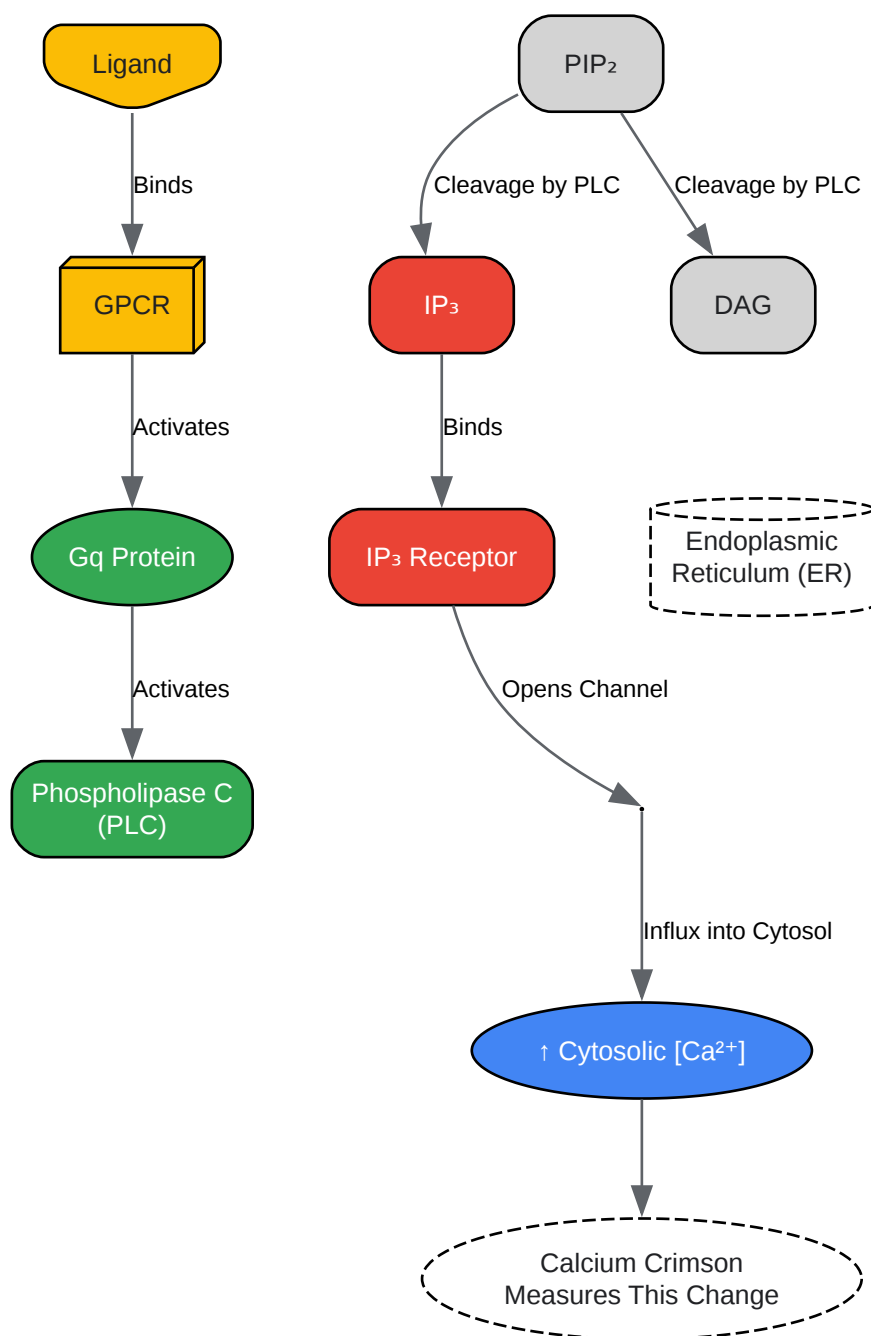 Ligand
PIP₂
Binds
Cleavage by PLC
Cleavage by PLC
GPCR
IP₃
DAG
Activates
Binds
Gq Protein
IP₃ Receptor
Endoplasmic
Reticulum (ER)
Activates
Opens Channel
Phospholipase C
(PLC)
Influx into Cytosol
↑ Cytosolic [Ca²⁺]
Calcium Crimson
Measures This Change